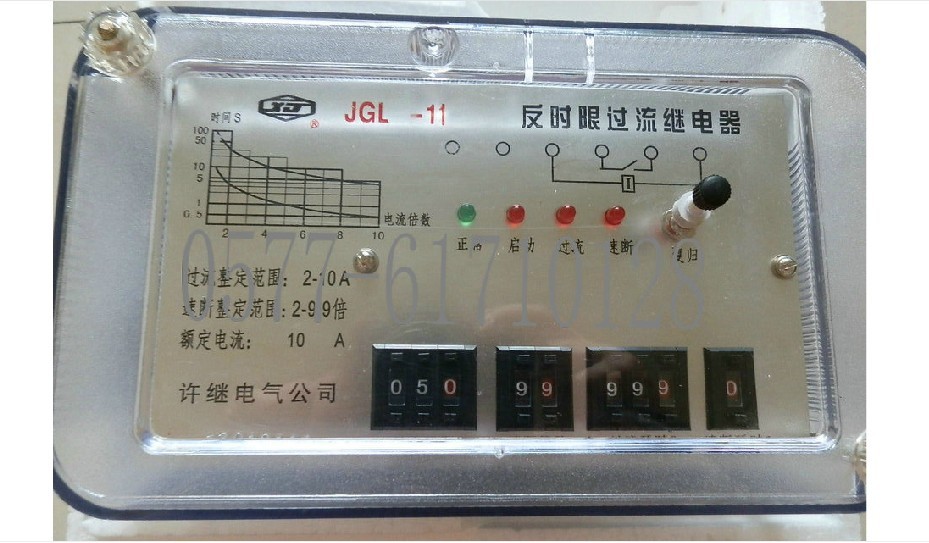 JGL -11
反时限过流继电器
XJ
®
时间S
100
50
10
5
1
0.5
2 4 6 8 10
电流倍数
正常 启动 过流 速断 复归
0577-61710128
过流整定范围: 2-10A
速断整定范围: 2-9.9倍
额定电流: 10 A
许继电气公司
050 99 999 0